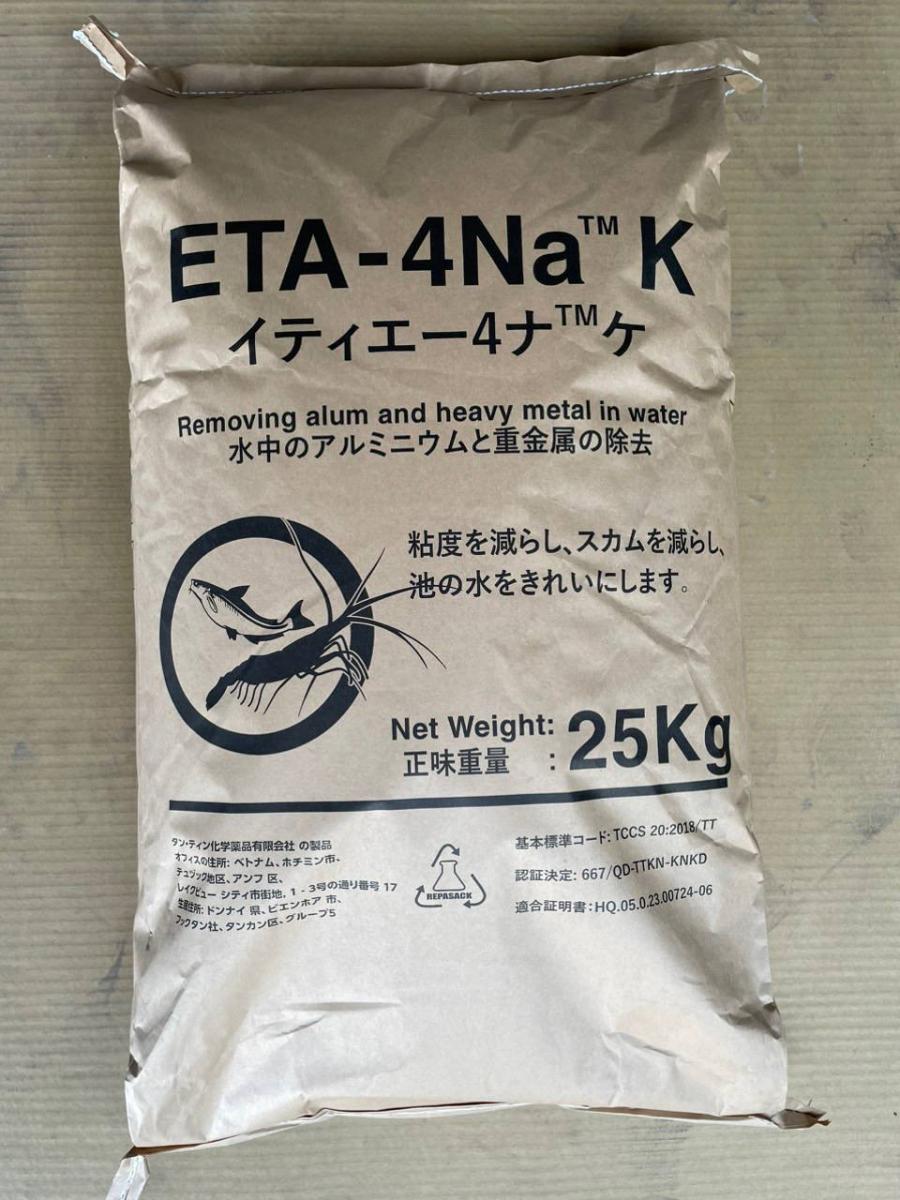 ETA-4Na™ K
イティエー4ナ™ケ
Removing alum and heavy metal in water
水中のアルミニウムと重金属の除去
粘度を減らし、スカムを減らし、
池の水をきれいにします。
Net Weight: 25Kg
正味重量 :
タン・ティン化学薬品有限会社 の製品
オフィスの住所: ベトナム、ホチミン市、
テュヅック地区、アンフ 区、
レイクビュー シティ市街地, 1 - 3号の通り番号 17
生産住所: ドンナイ 県、ビエンホア 市、
フックタン社、タンカン区、グループ5
REPASACK
基本標準コード: TCCS 20:2018/TT
認証決定: 667/QD-TTKN-KNKD
適合証明書: HQ.05.0.23.00724-06